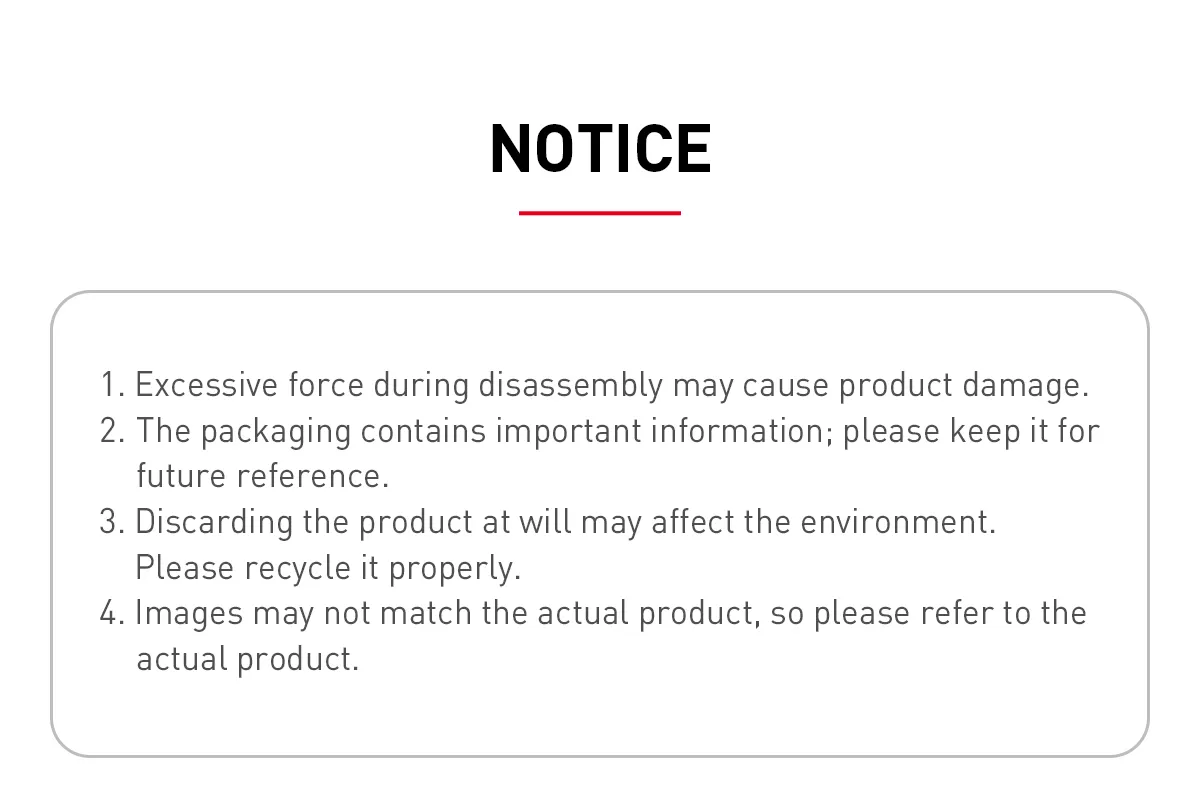 NOTICE
1. Excessive force during disassembly may cause product damage.
2. The packaging contains important information; please keep it for
future reference.
3. Discarding the product at will may affect the environment.
Please recycle it properly.
4. Images may not match the actual product, so please refer to the
actual product.